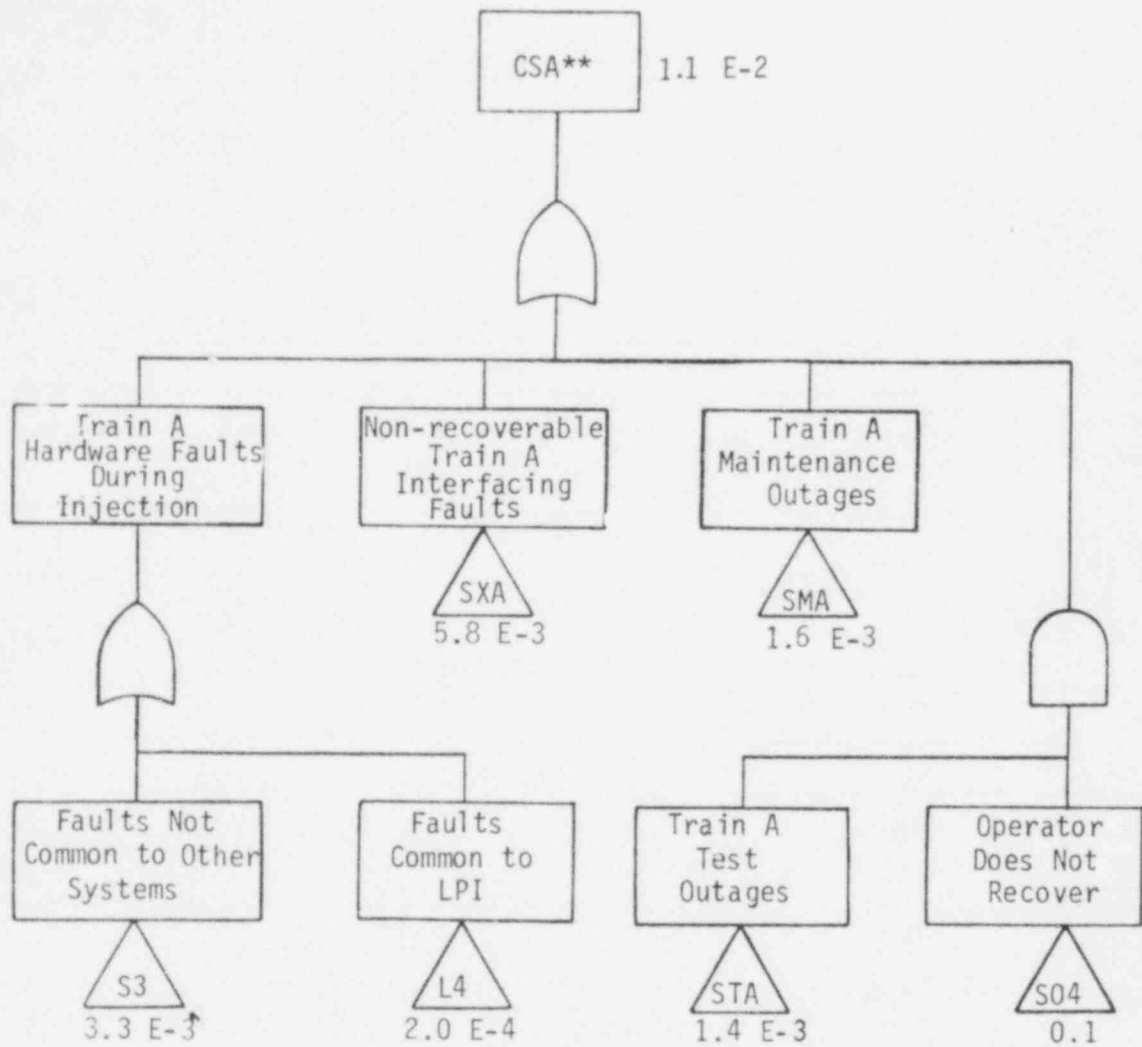 CSA**
1.1 E-2
Train A
Hardware Faults
During
Injection
Non-recoverable
Train A
Interfacing
Faults
Train A
Maintenance
Outages
SXA
5.8 E-3
SMA
1.6 E-3
Faults Not
Common to Other
Systems
Faults
Common to
LPI
Train A
Test
Outages
Operator
Does Not
Recover
S3
3.3 E-3
L4
2.0 E-4
STA
1.4 E-3
SO4
0.1